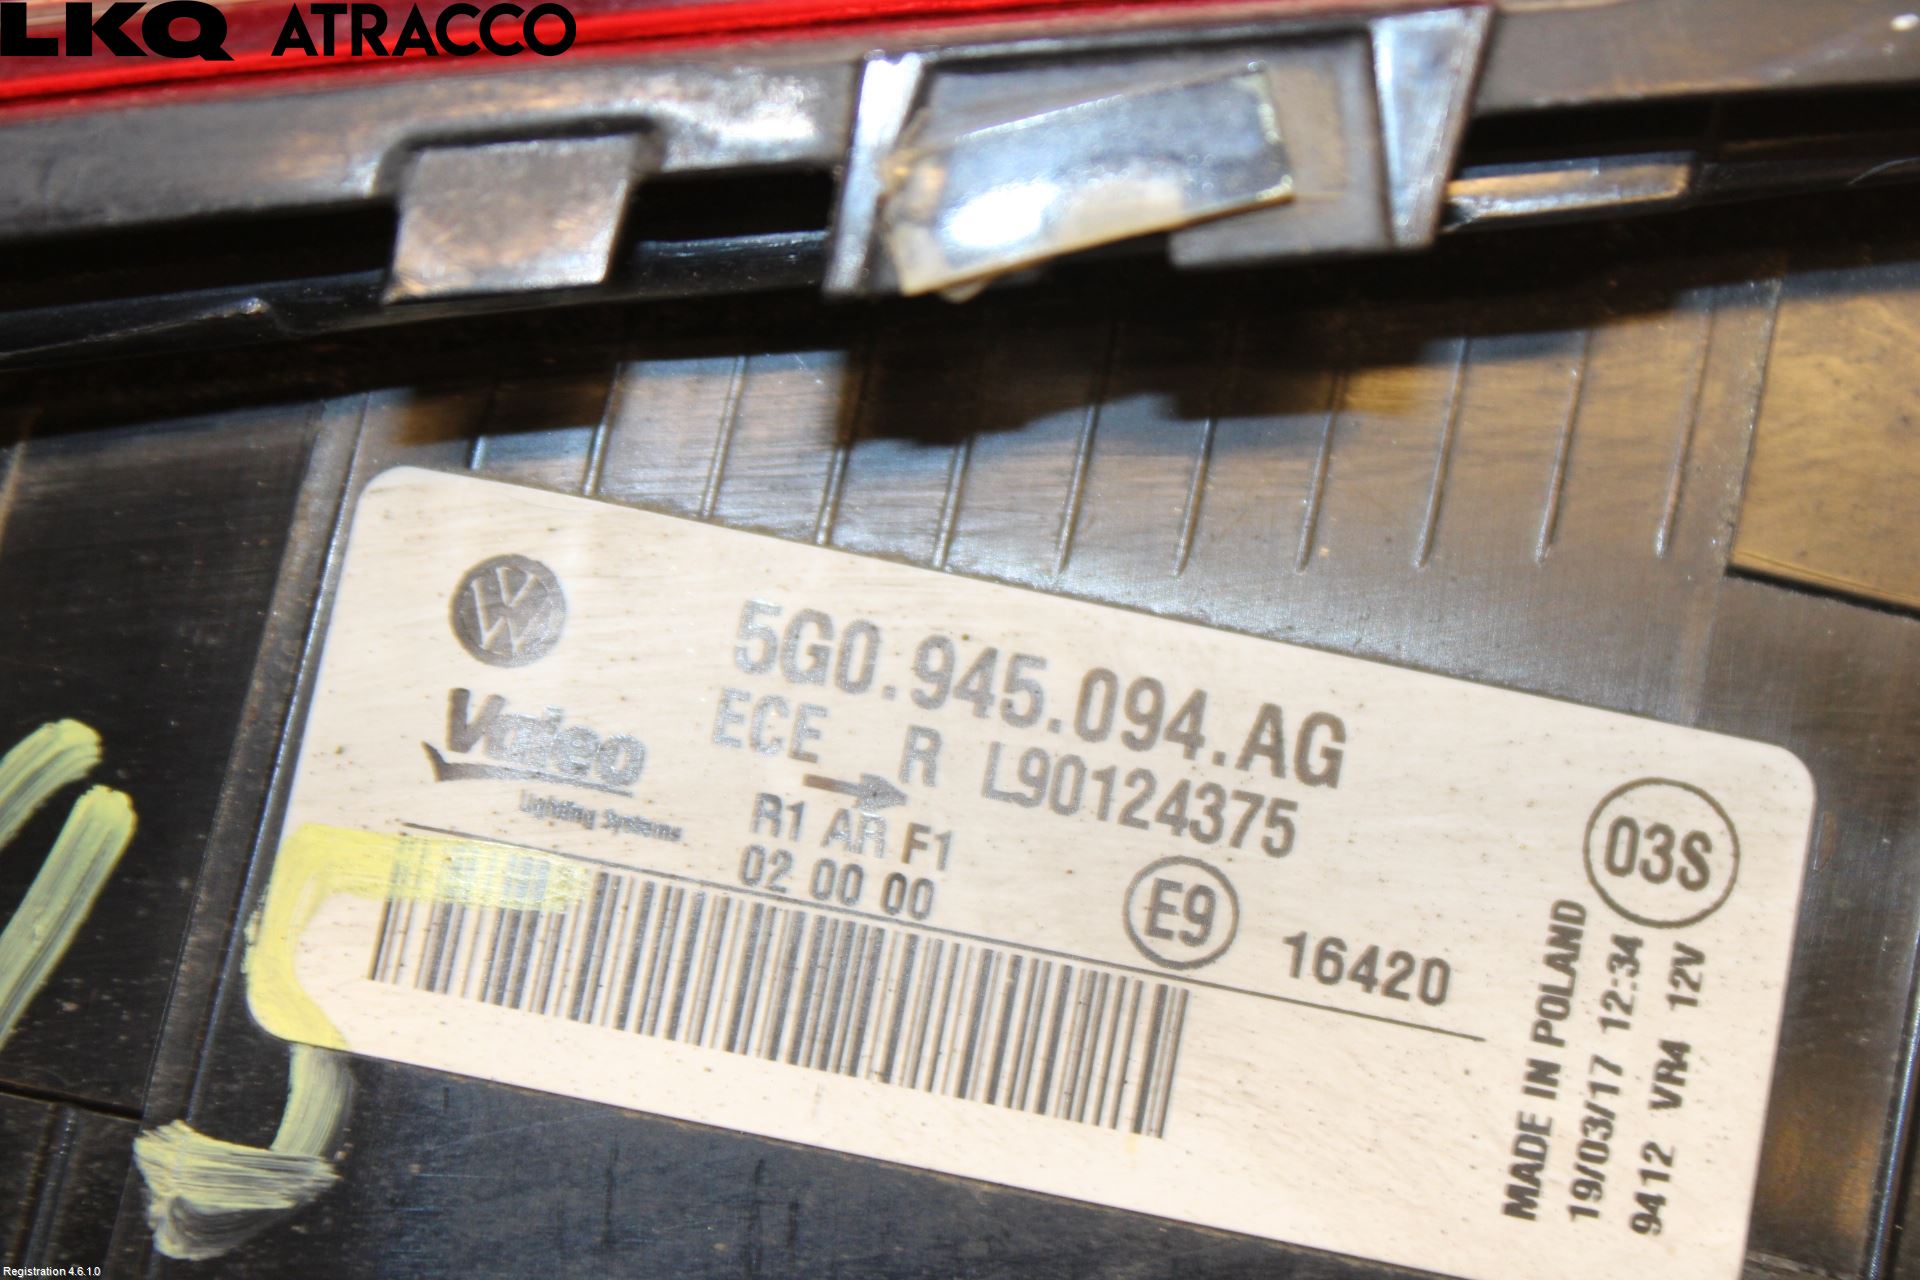 LKQ ATRACCO
5G0.945.094.AG
Valeo
Lighting Systems
ECE R L90124375
R1 AR F1
02 00 00
E9
16420
03S
MADE IN POLAND
19/03/17 12:34
9412 VR4 12V
Registration 4.6.1.0